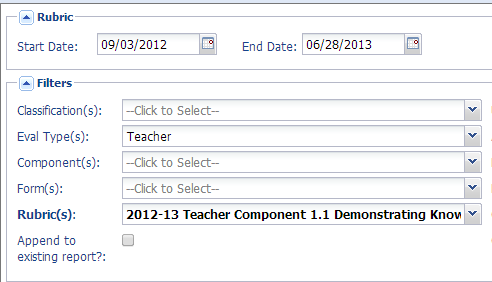 Rubric
Start Date: 09/03/2012 End Date: 06/28/2013
Filters
Classification(s): --Click to Select--
Eval Type(s): Teacher
Component(s): --Click to Select--
Form(s): --Click to Select--
Rubric(s): 2012-13 Teacher Component 1.1 Demonstrating Know
Append to
existing report?: